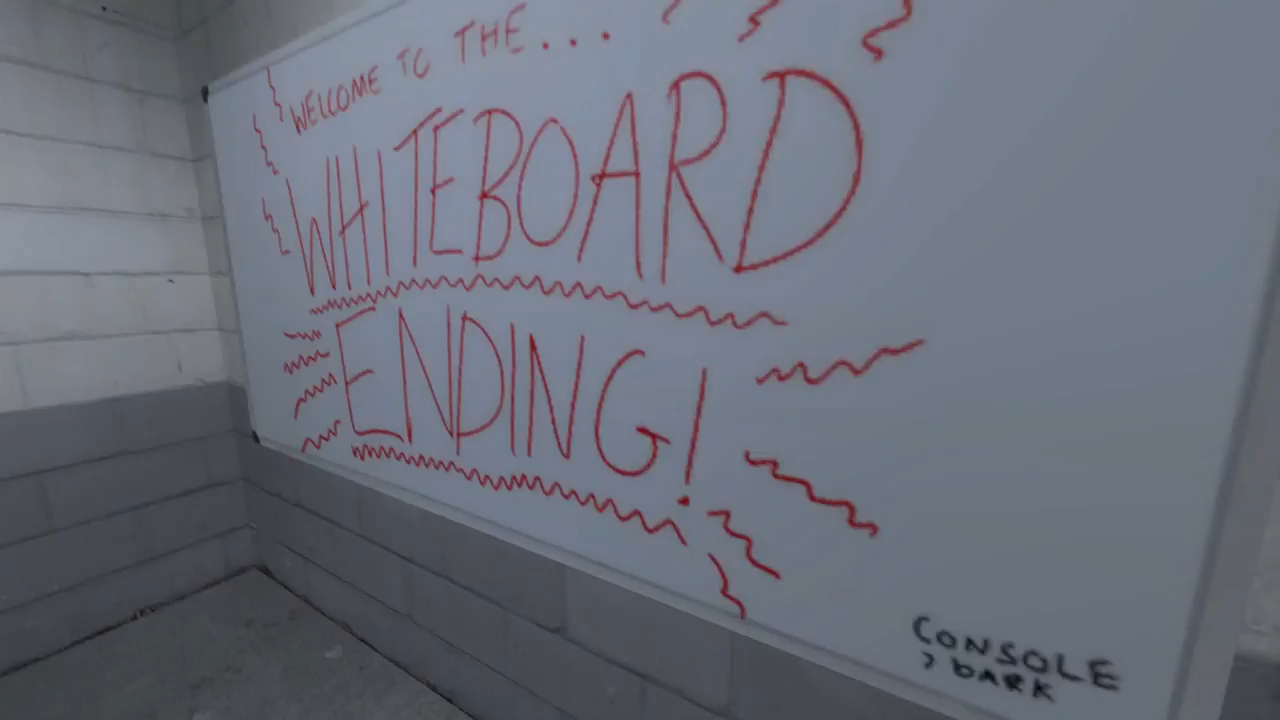 WELCOME TO THE...
WHITEBOARD
ENDING!
CONSOLE
> bARK